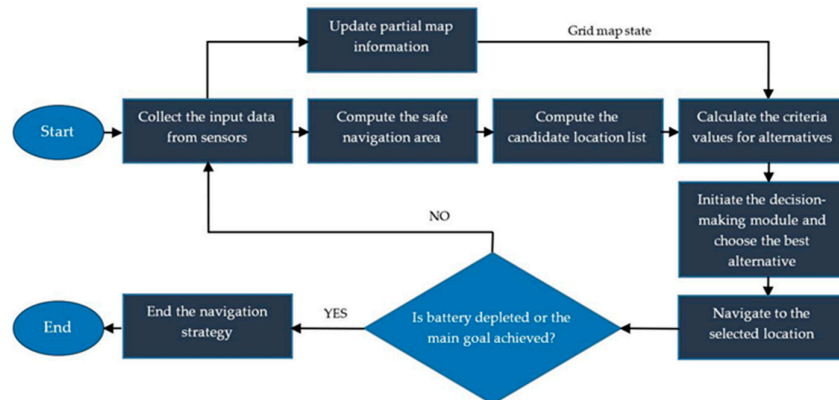 Update partial map
information
Grid map state
Start
Collect the input data
from sensors
Compute the safe
navigation area
Compute the
candidate location list
Calculate the criteria
values for alternatives
Initiate the decision-
making module and
choose the best
alternative
NO
End
End the navigation
strategy
YES
Is battery depleted or the
main goal achieved?
Navigate to the
selected location